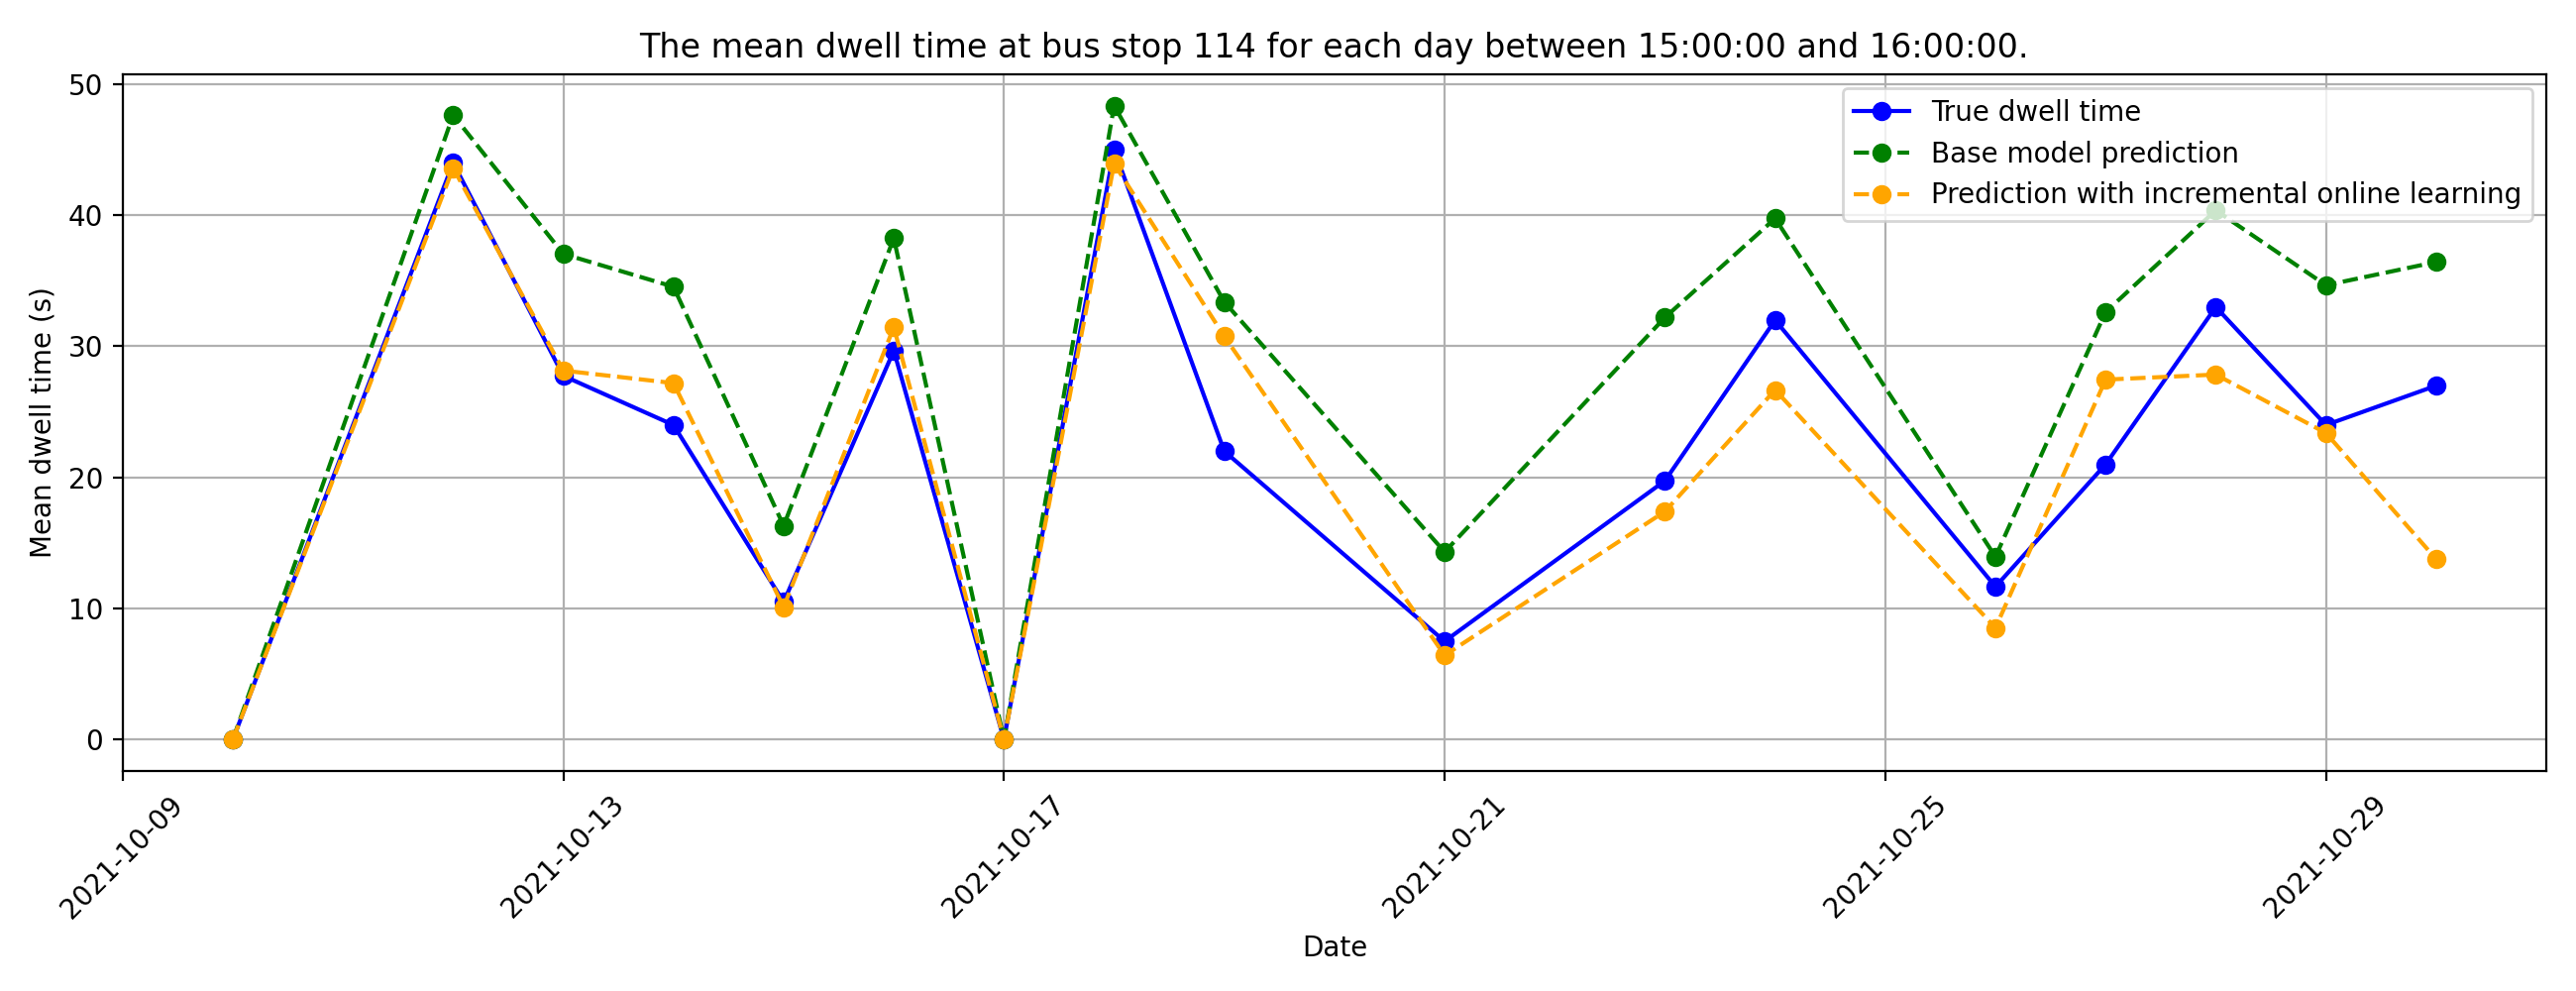 The mean dwell time at bus stop 114 for each day between 15:00:00 and 16:00:00.
True dwell time
Base model prediction
Prediction with incremental online learning
Mean dwell time (s)
50
40
30
20
10
0
2021-10-09
2021-10-13
2021-10-17
2021-10-21
2021-10-25
2021-10-29
Date